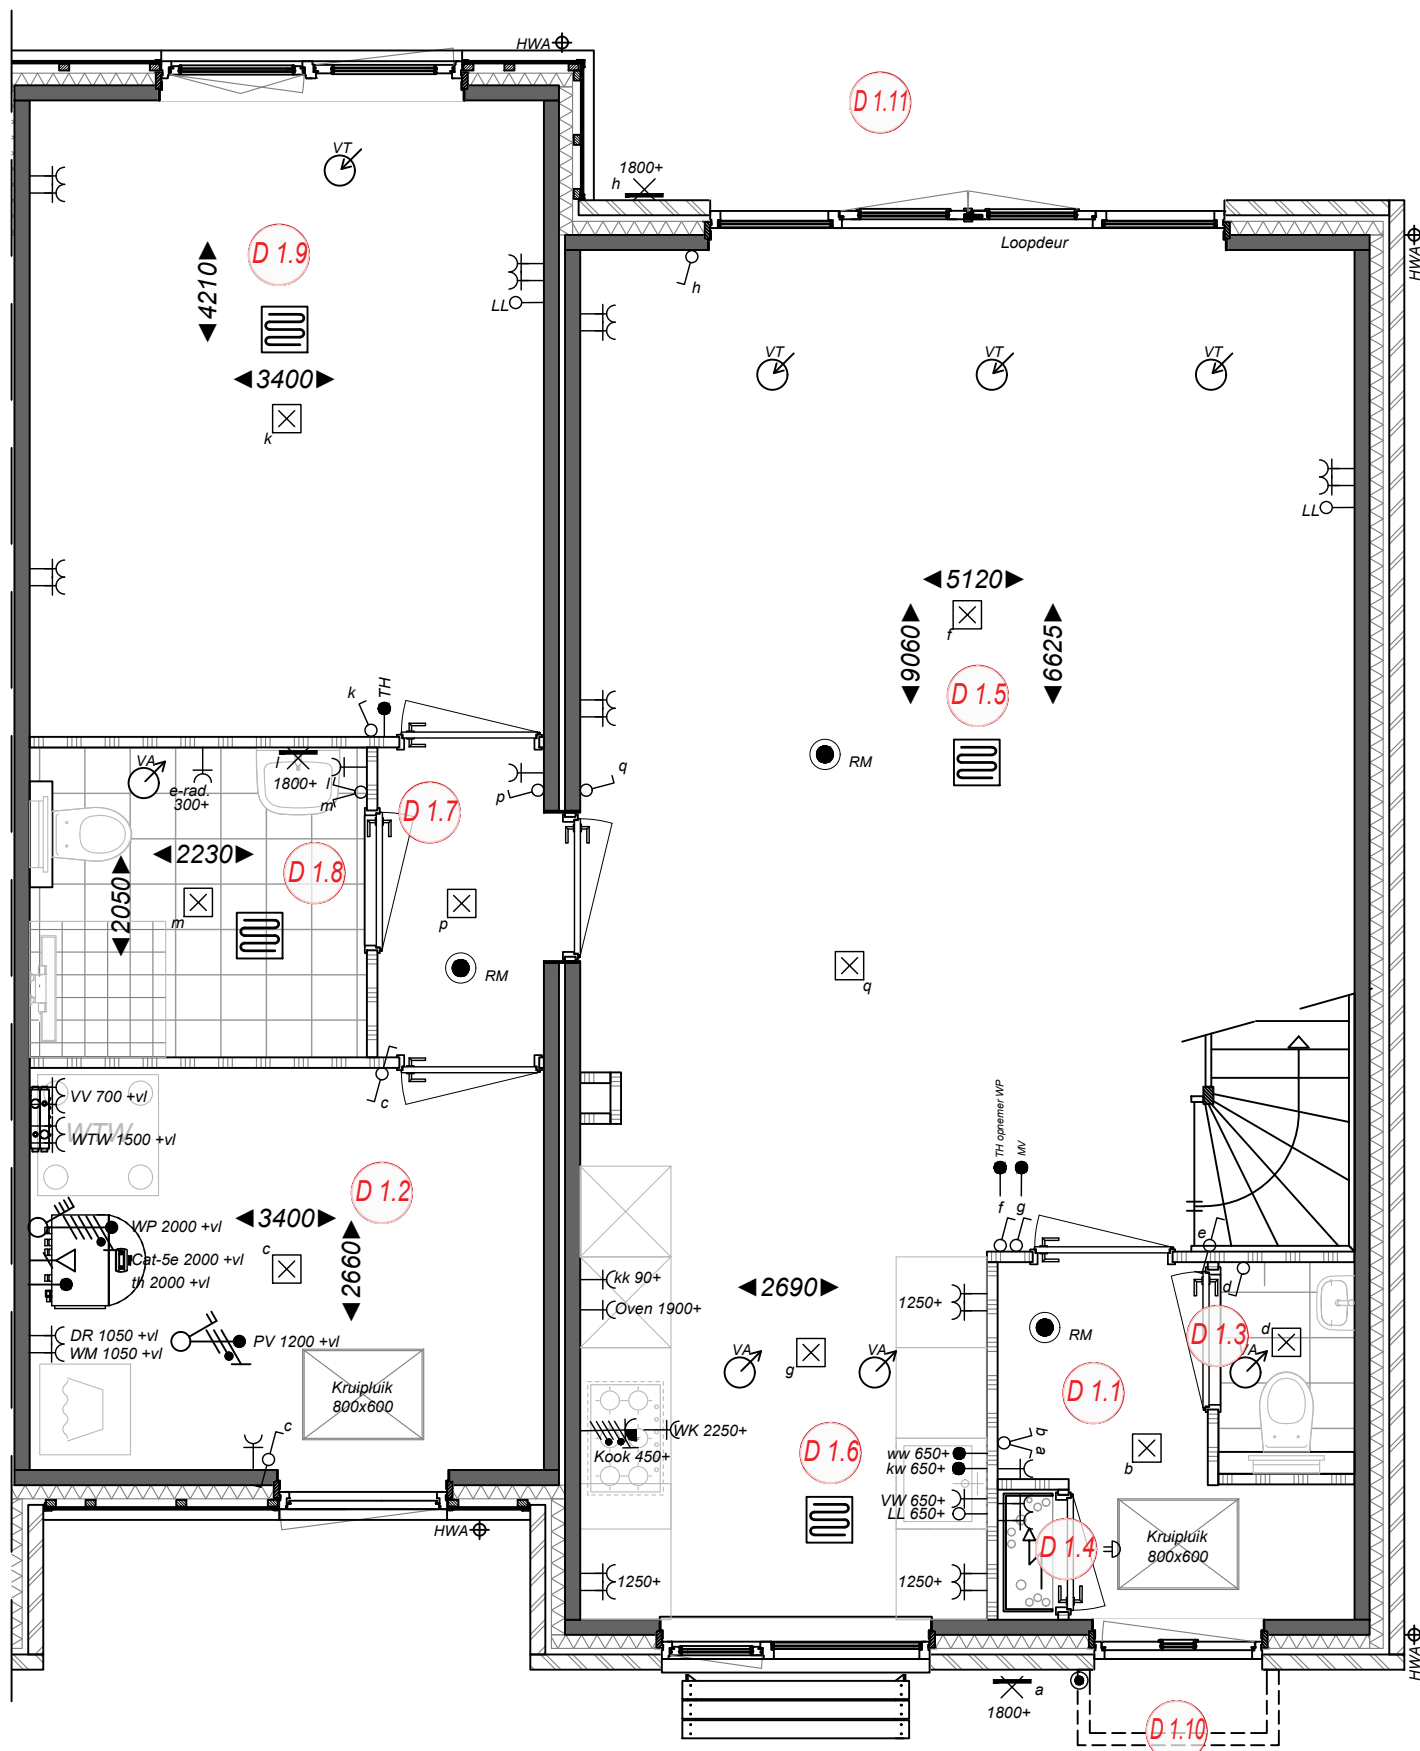 HWA
D 1.11
VT
1800+
h
HWA
D 1.9
Loopdeur
4210
h
LL
VT
VT
VT
3400
k
LL
5120
f
9060
6625
D 1.5
k
TH
RM
VA
l
q
e-rad.
300+
1800+
l
m
p
D 1.7
2230
D 1.8
2050
m
p
q
RM
c
VV 700 +vl
WTW
WTW 1500 +vl
TH opnemer WP
MV
D 1.2
f
g
3400
WP 2000 +vl
e
c
Cat-5e 2000 +vl
2660
th 2000 +vl
kk 90+
2690
1250+
d
Oven 1900+
DR 1050 +vl
PV 1200 +vl
WM 1050 +vl
RM
D 1.3
d
VA
VA
VA
g
Kruipluik
800x600
D 1.1
c
WK 2250+
Kook 450+
D 1.6
b
a
ww 650+
kw 650+
b
VW 650+
LL 650+
HWA
D 1.4
Kruipluik
800x600
1250+
1250+
HWA
a
1800+
D 1.10